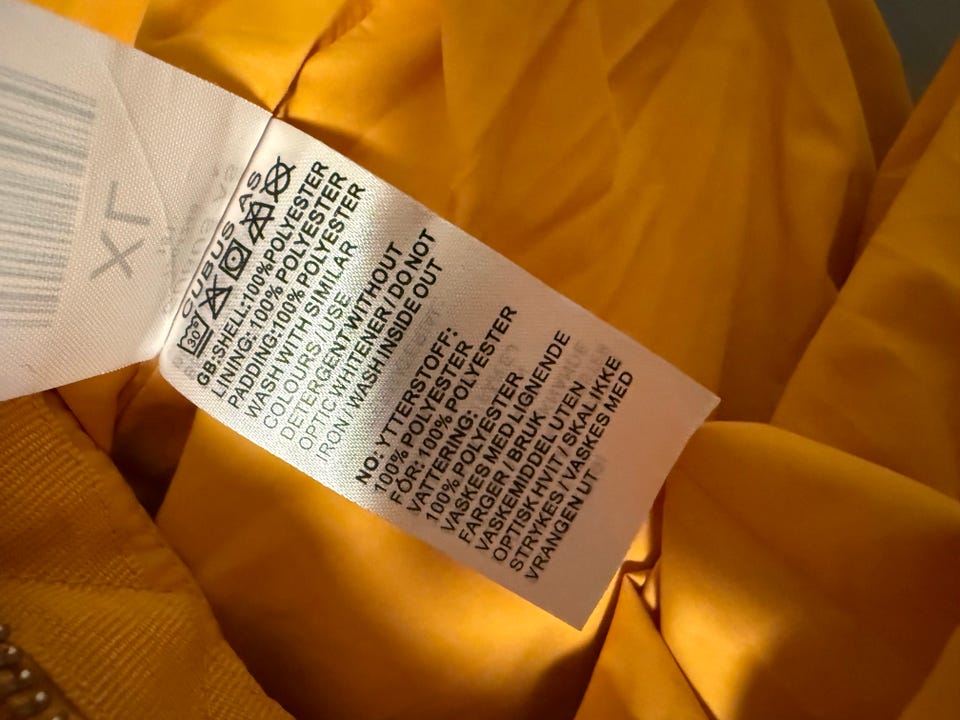 XL
CUBUS AS
30°
GB:SHELL:100%POLYESTER
LINING: 100% POLYESTER
PADDING:100% POLYESTER
WASH WITH SIMILAR
COLOURS / USE
DETERGENT WITHOUT
OPTIC WHITENER / DO NOT
IRON / WASH INSIDE OUT
NO: YTTERSTOFF:
100% POLYESTER
FÓR: 100% POLYESTER
VATTERING:
100% POLYESTER
VASKES MED LIGNENDE
FARGER / BRUK
VASKEMIDDEL UTEN
OPTISK HVIT / SKAL IKKE
STRYKES / VASKES MED
VRANGEN UT